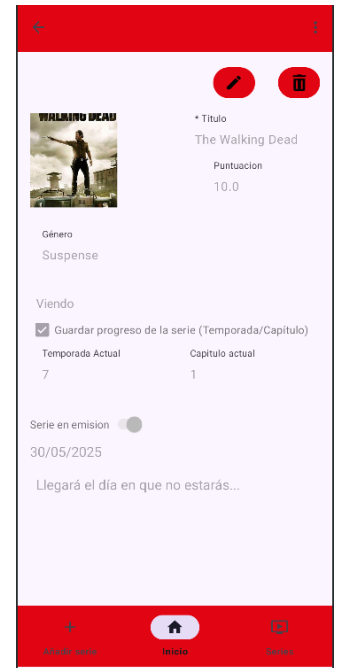 WALKING DEAD
* Titulo
The Walking Dead
Puntuacion
10.0
Género
Suspense
Viendo
Guardar progreso de la serie (Temporada/Capítulo)
Temporada Actual
Capitulo actual
7
1
Serie en emision
30/05/2025
Llegará el día en que no estarás...
Añadir serie
Inicio
Series